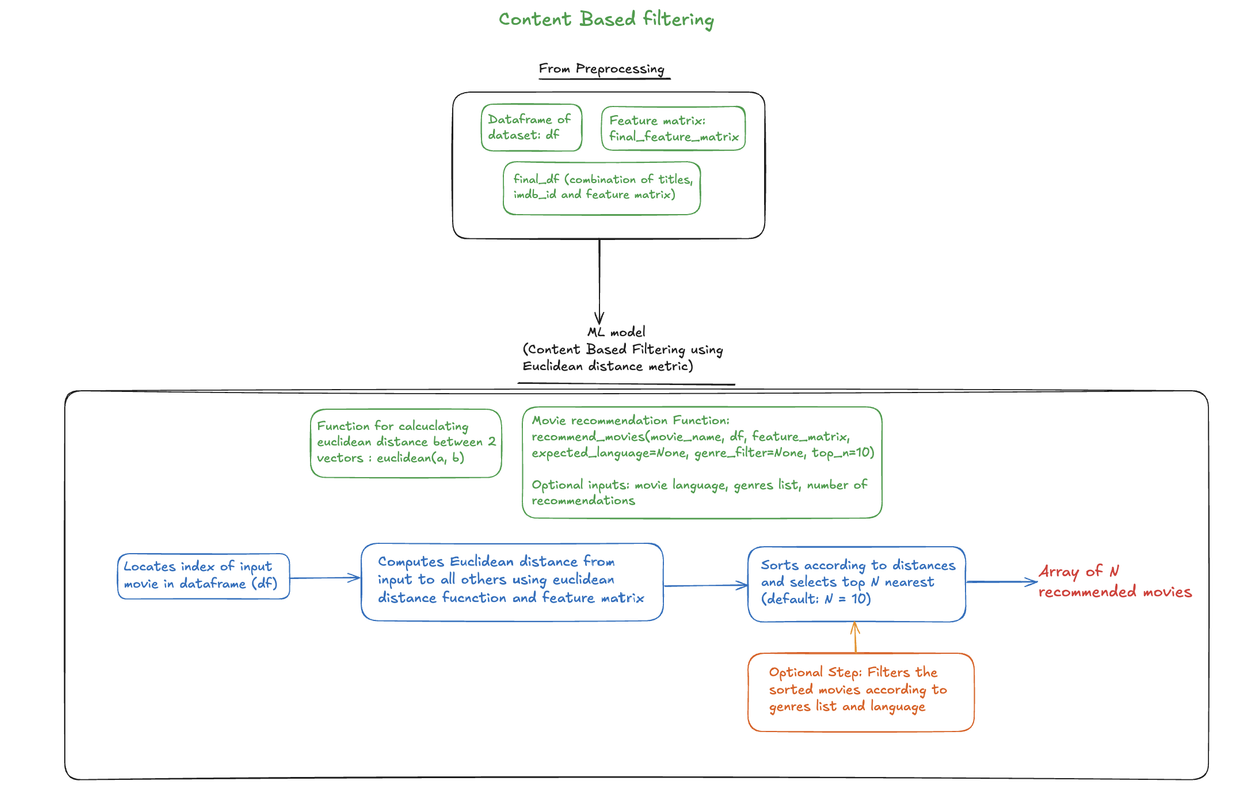 Content Based filtering
From Preprocessing
Dataframe of
dataset: df
Feature matrix:
final_feature_matrix
final_df (combination of titles,
imdb_id and feature matrix)
ML model
(Content Based Filtering using
Euclidean distance metric)
Function for calcuclating
euclidean distance between 2
vectors : euclidean(a, b)
Movie recommendation Function:
recommend_movies(movie_name, df, feature_matrix,
expected_language=None, genre_filter=None, top_n=10)
Optional inputs: movie language, genres list, number of
recommendations
Locates index of input
movie in dataframe (df)
Computes Euclidean distance from
input to all others using euclidean
distance fucnction and feature matrix
Sorts according to distances
and selects top N nearest
(default: N = 10)
Array of N
recommended movies
Optional Step: Filters the
sorted movies according to
genres list and language